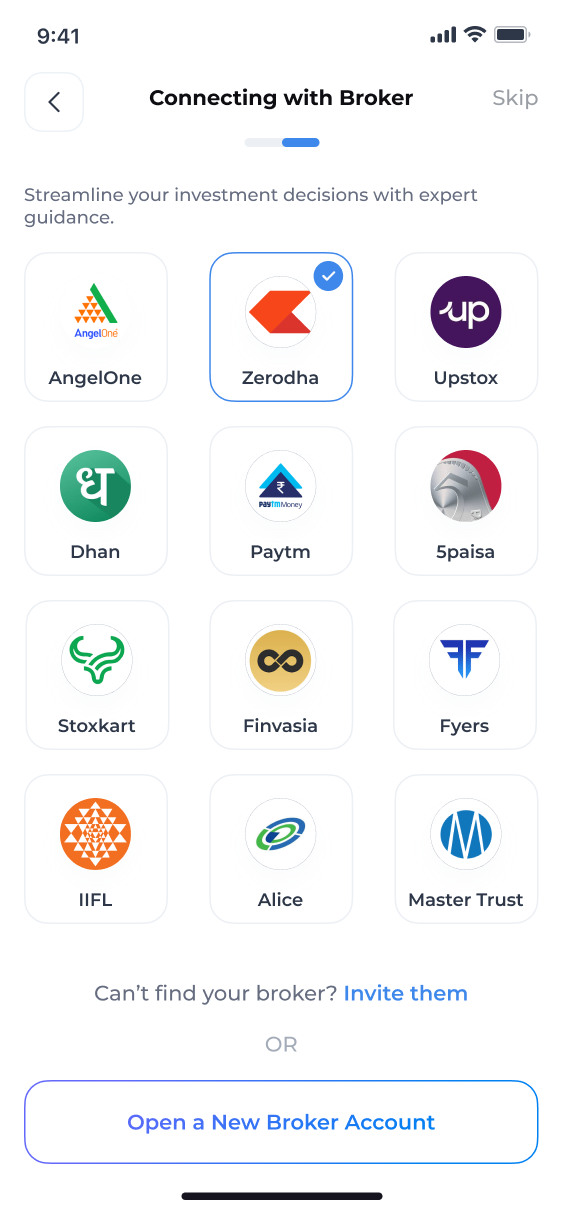 9:41
Connecting with Broker
Skip
Streamline your investment decisions with expert
guidance.
AngelOne
AngelOne
Zerodha
up
Upstox
ध
Dhan
₹
paytm Money
Paytm
5
5paisa
Stoxkart
Finvasia
FF
Fyers
IIFL
Alice
M
Master Trust
Can’t find your broker? Invite them
OR
Open a New Broker Account